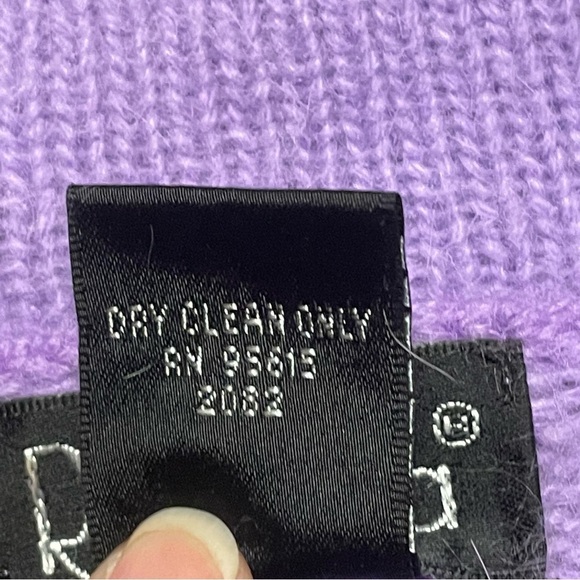 DRY CLEAN ONLY
RN 95615
2082
R a ®